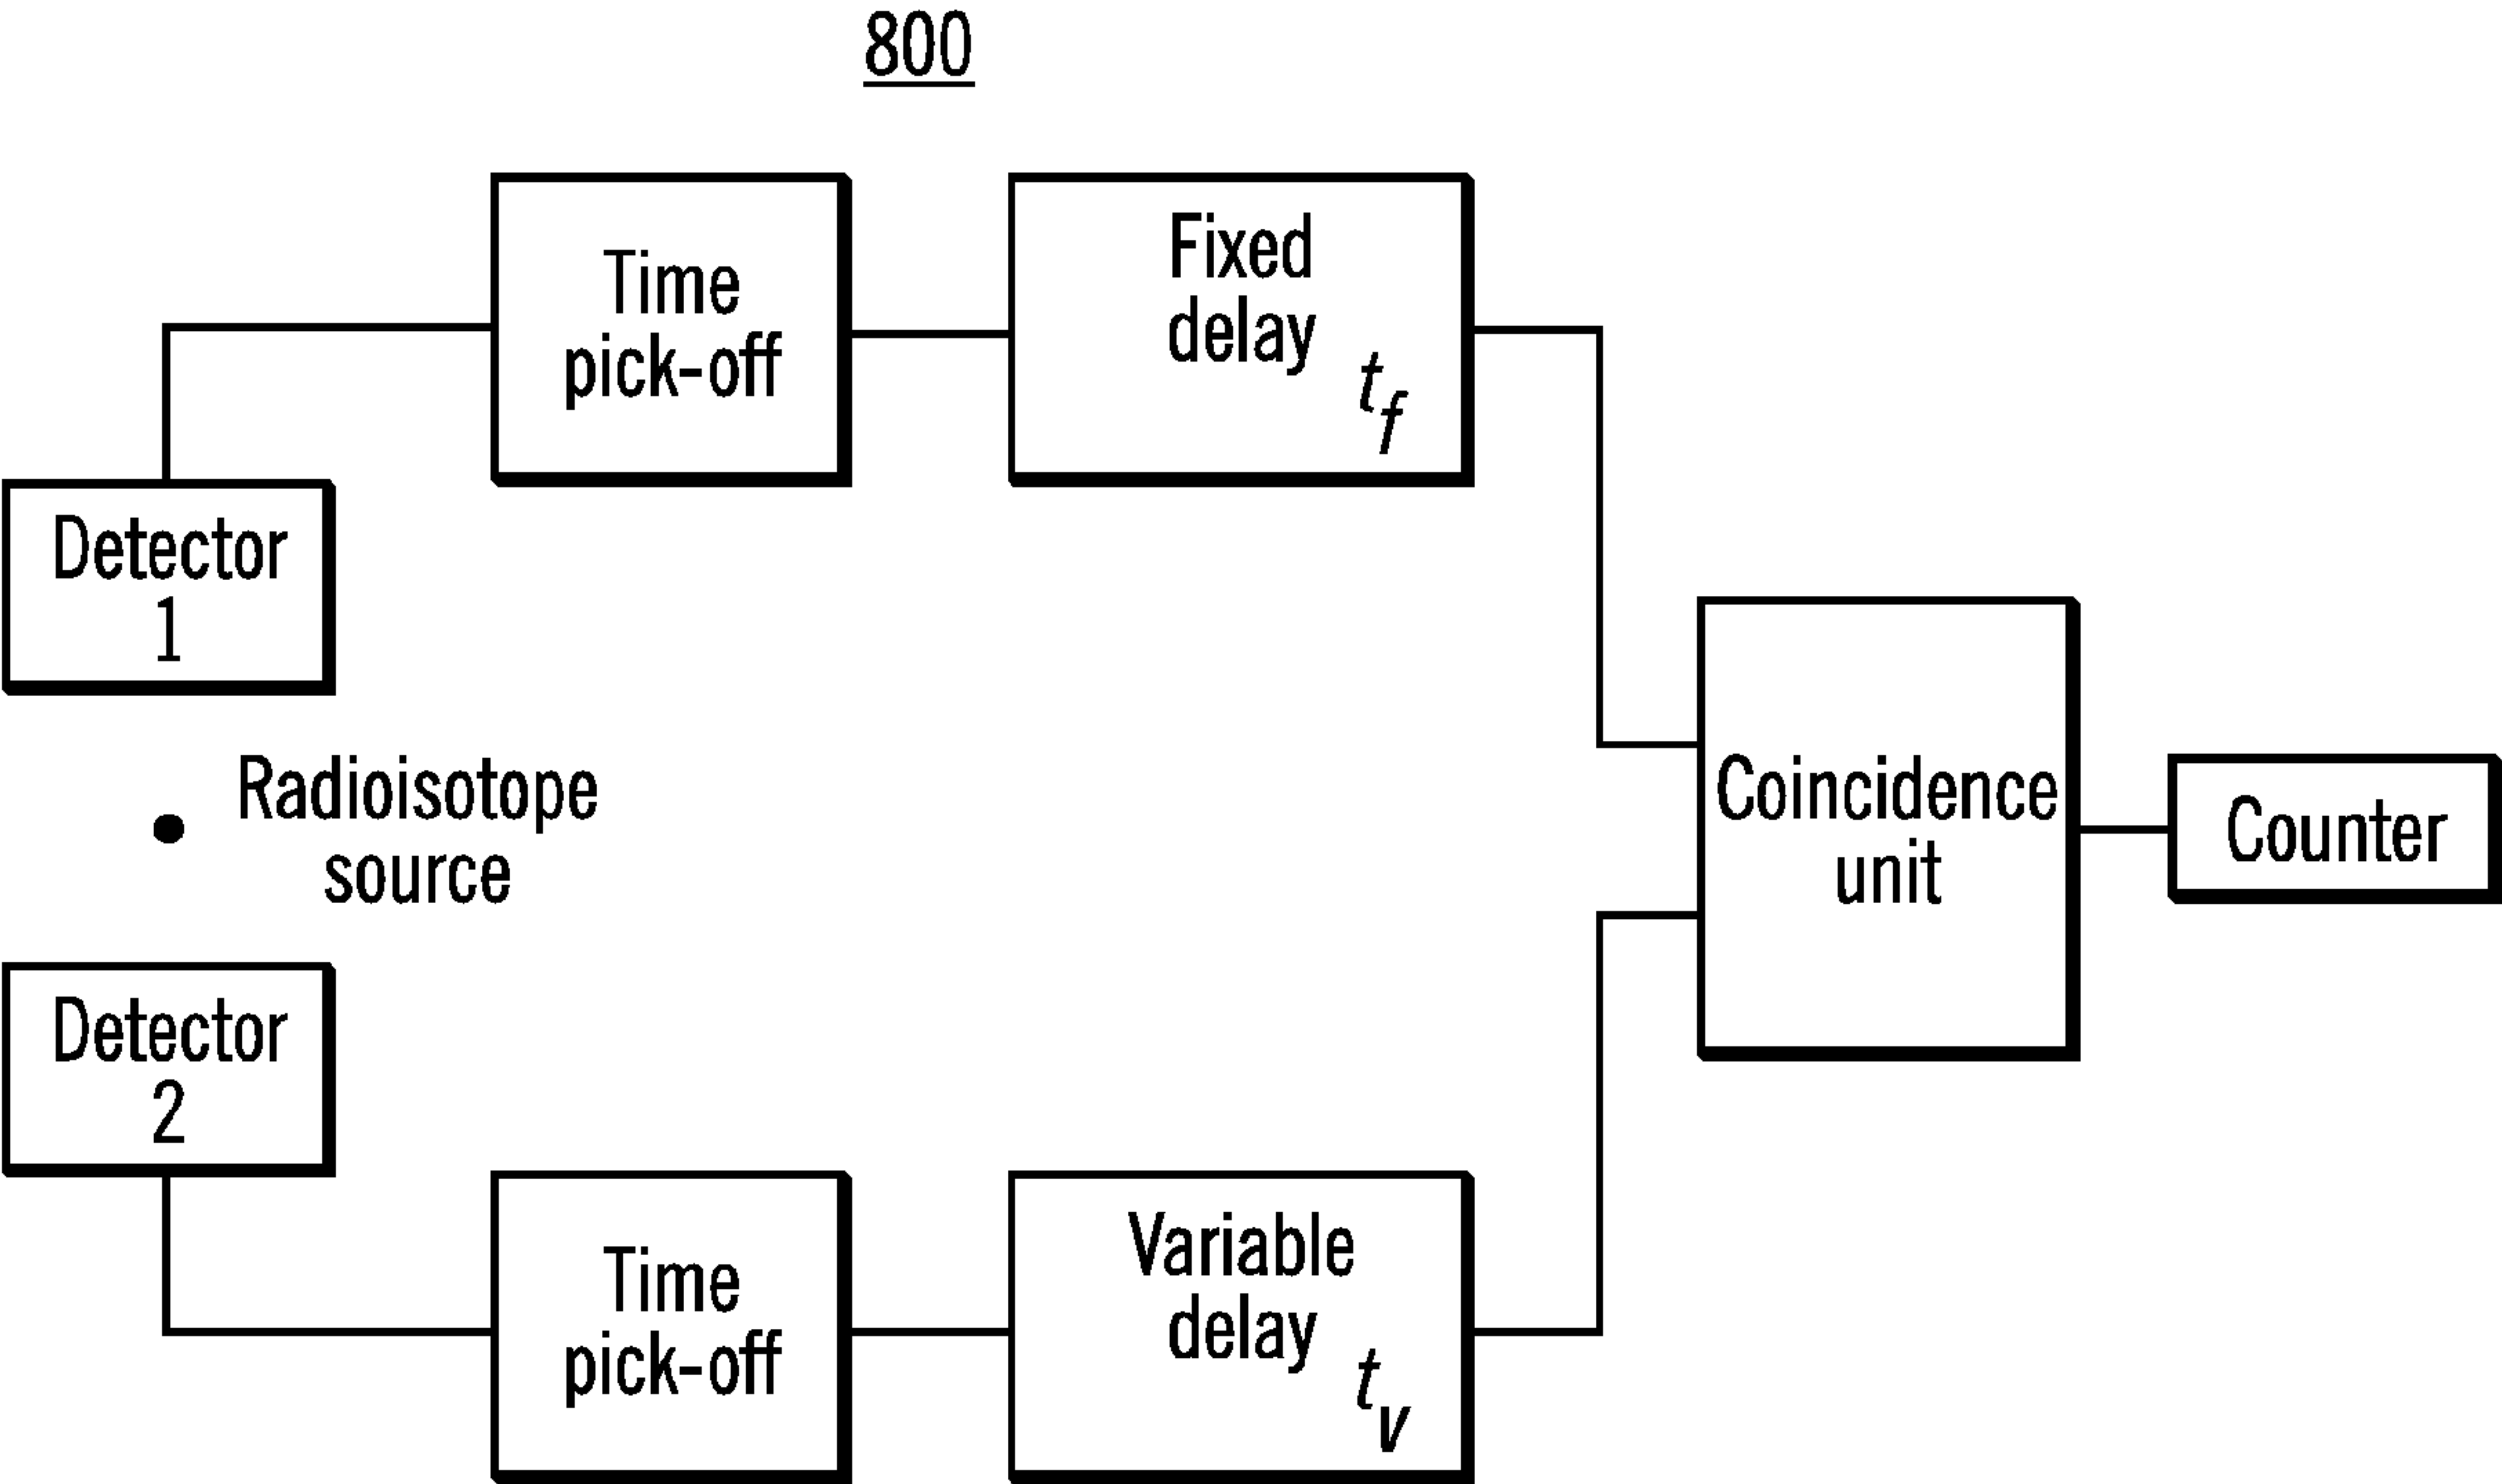 800
Time
pick-off
Fixed
delay
t_f
Detector
1
Radioisotope
source
Coincidence
unit
Counter
Detector
2
Time
pick-off
Variable
delay
t_v